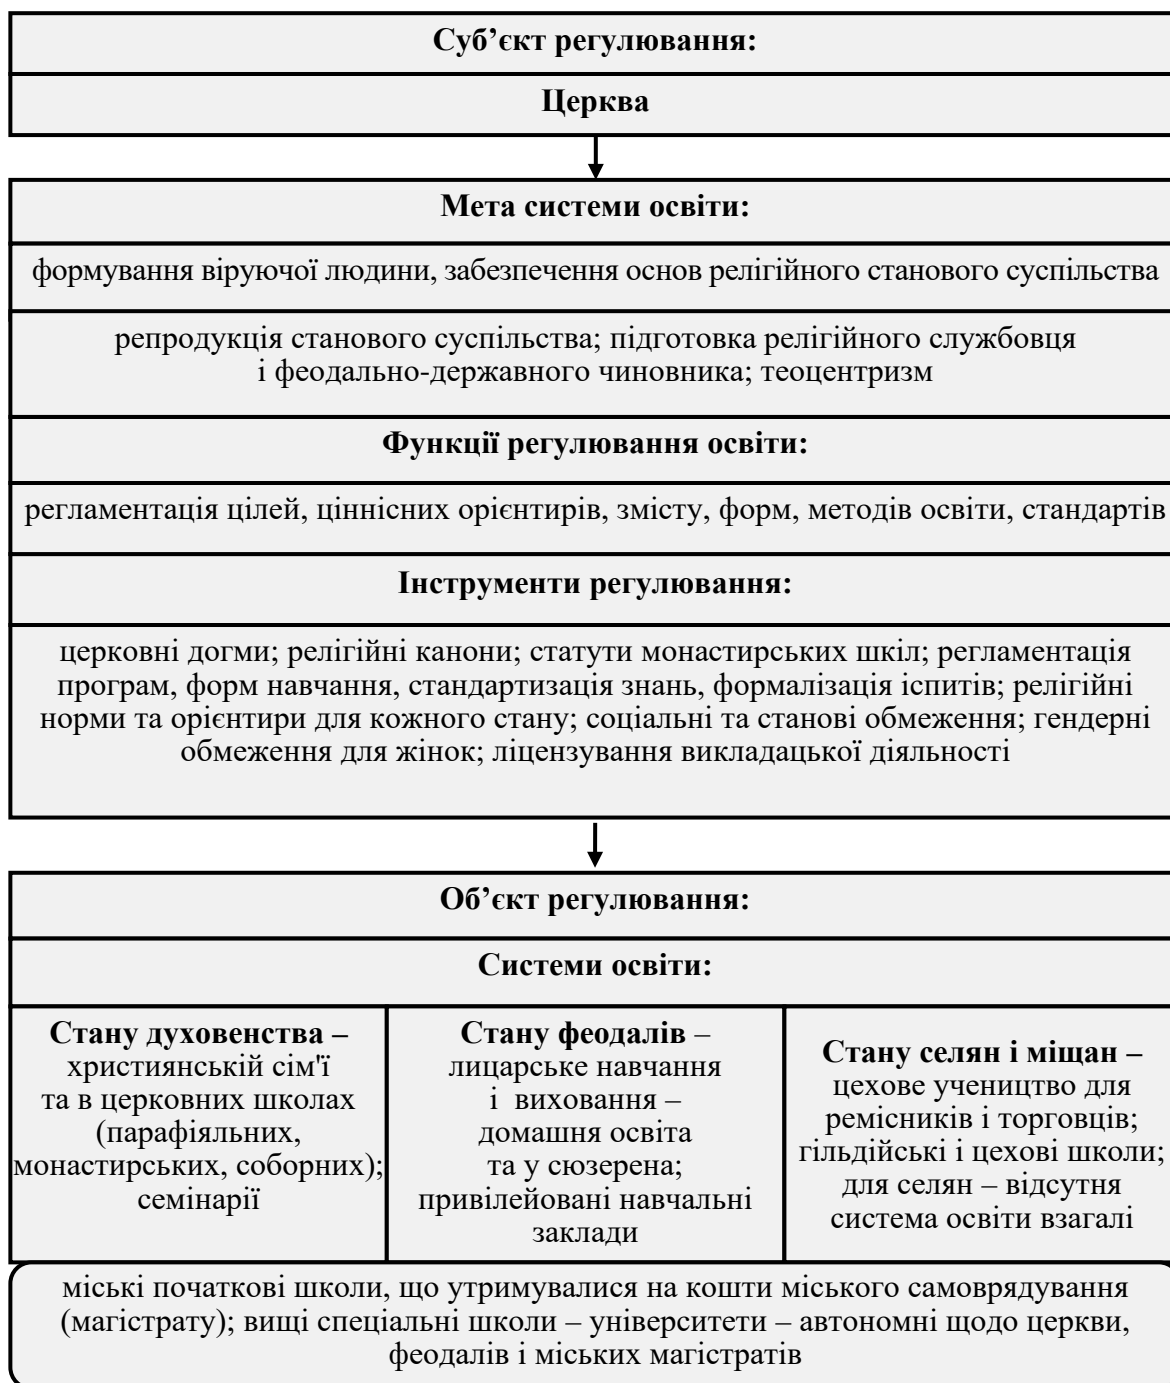 Суб’єкт регулювання:
Церква
Мета системи освіти:
формування віруючої людини, забезпечення основ релігійного станового суспільства
репродукція станового суспільства; підготовка релігійного службовця
і феодально-державного чиновника; теоцентризм
Функції регулювання освіти:
регламентація цілей, ціннісних орієнтирів, змісту, форм, методів освіти, стандартів
Інструменти регулювання:
церковні догми; релігійні канони; статути монастирських шкіл; регламентація
програм, форм навчання, стандартизація знань, формалізація іспитів; релігійні
норми та орієнтири для кожного стану; соціальні та станові обмеження; гендерні
обмеження для жінок; ліцензування викладацької діяльності
Об’єкт регулювання:
Системи освіти:
Стану духовенства –
християнській сім'ї
та в церковних школах
(парафіяльних,
монастирських, соборних);
семінарії
Стану феодалів –
лицарське навчання
і виховання –
домашня освіта
та у сюзерена;
привілейовані навчальні
заклади
Стану селян і міщан –
цехове учеництво для
ремісників і торговців;
гільдійські і цехові школи;
для селян – відсутня
система освіти взагалі
міські початкові школи, що утримувалися на кошти міського самоврядування
(магістрату); вищі спеціальні школи – університети – автономні щодо церкви,
феодалів і міських магістратів